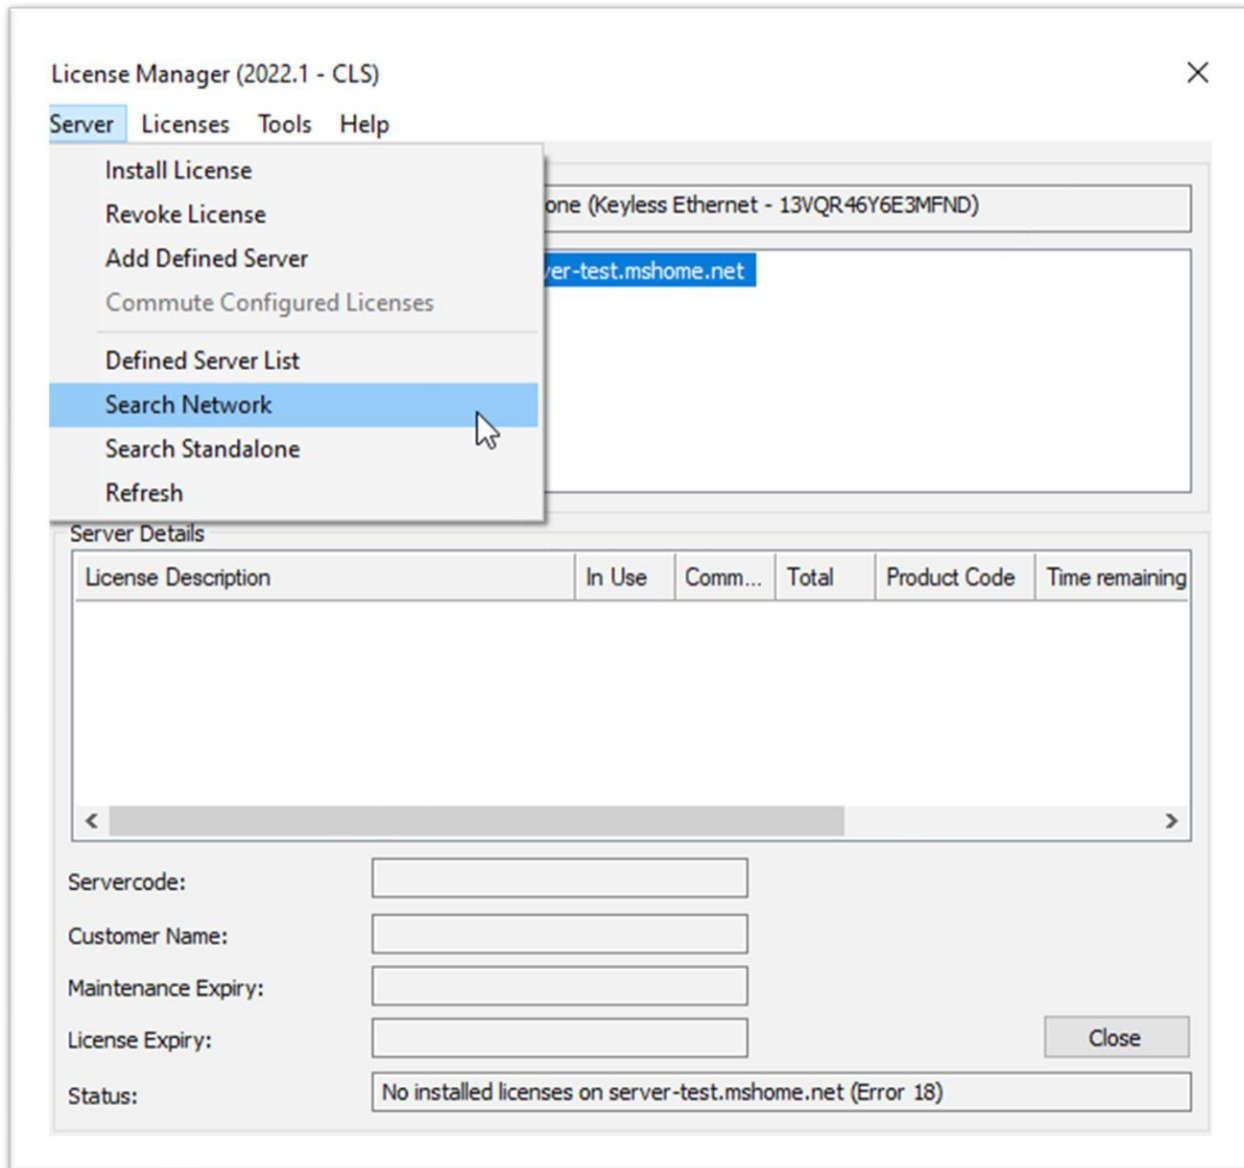 License Manager (2022.1 - CLS)
Server Licenses Tools Help
Install License
Revoke License
Add Defined Server
Commute Configured Licenses
Defined Server List
Search Network
Search Standalone
Refresh
one (Keyless Ethernet - 13VQR46Y6E3MFND)
ver-test.mshome.net
Server Details
License Description In Use Comm... Total Product Code Time remaining
Servercode:
Customer Name:
Maintenance Expiry:
License Expiry:
Close
Status: No installed licenses on server-test.mshome.net (Error 18)